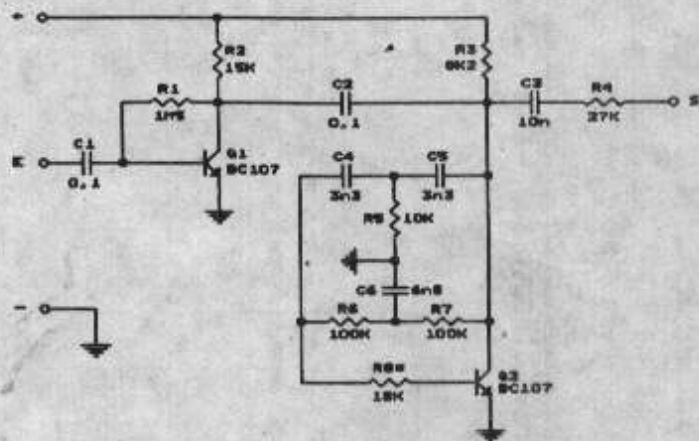 +
R2
15K
R3
8K2
R1
1M5
C2
0.1
C3
10n
R4
27K
S
C1
0.1
Q1
BC107
C4
3n3
C5
3n3
R5
10K
C6
6n8
-
R6
100K
R7
100K
R8*
18K
Q2
BC107